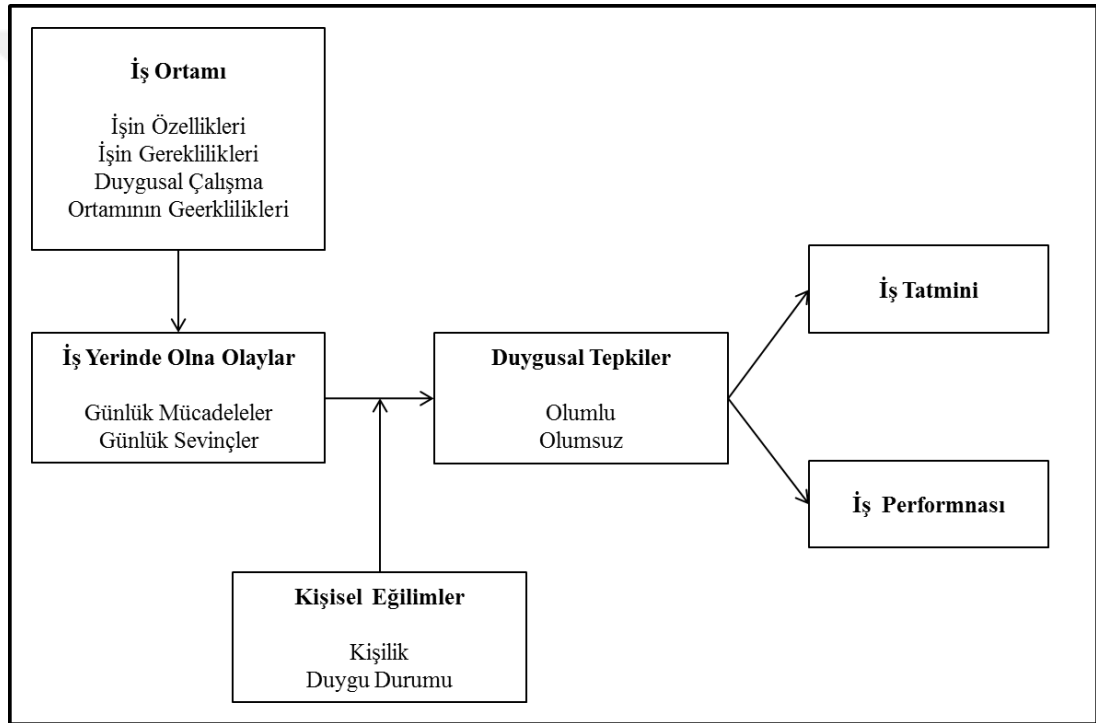 İş Ortamı
İşin Özellikleri
İşin Gereklilikleri
Duygusal Çalışma
Ortamının Geerklilikleri
İş Yerinde Olna Olaylar
Günlük Mücadeleler
Günlük Sevinçler
Duygusal Tepkiler
Olumlu
Olumsuz
İş Tatmini
İş Performnası
Kişisel Eğilimler
Kişilik
Duygu Durumu